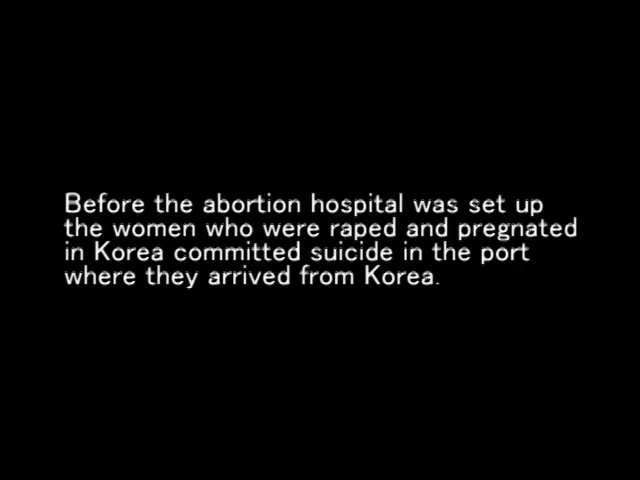 Before the abortion hospital was set up
the women who were raped and pregnated
in Korea committed suicide in the port
where they arrived from Korea.